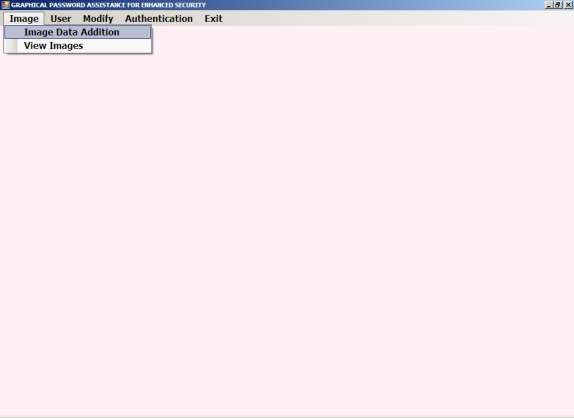 GRAPHICAL PASSWORD ASSISTANCE FOR ENHANCED SECURITY
Image User Modify Authentication Exit
Image Data Addition
View Images